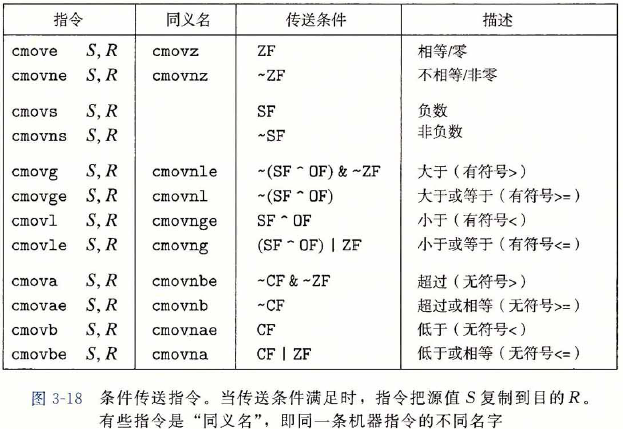 指令 同义名 传送条件 描述
cmove S, R cmovz ZF 相等/零
cmovne S, R cmovnz ~ZF 不相等/非零
cmovs S, R SF 负数
cmovns S, R ~SF 非负数
cmovg S, R cmovnle ~(SF ^ OF) & ~ZF 大于（有符号>）
cmovge S, R cmovnl ~(SF ^ OF) 大于或等于（有符号>=）
cmovl S, R cmovnge SF ^ OF 小于（有符号<）
cmovle S, R cmovng (SF ^ OF) | ZF 小于或等于（有符号<=）
cmova S, R cmovnbe ~CF & ~ZF 超过（无符号>）
cmovae S, R cmovnb ~CF 超过或相等（无符号>=）
cmovb S, R cmovnae CF 低于（无符号<）
cmovbe S, R cmovna CF | ZF 低于或相等（无符号<=）
图 3-18 条件传送指令。当传送条件满足时，指令把源值 S 复制到目的 R。
有些指令是“同义名”，即同一条机器指令的不同名字